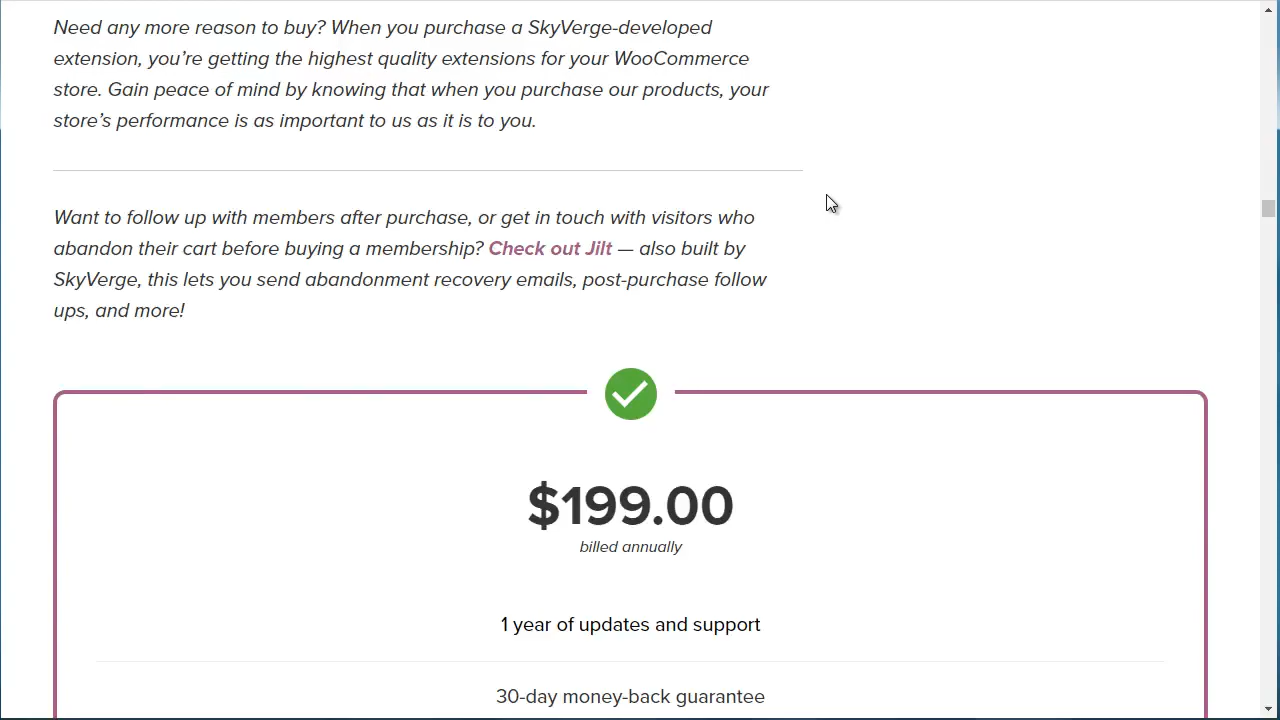 Need any more reason to buy? When you purchase a SkyVerge-developed
extension, you’re getting the highest quality extensions for your WooCommerce
store. Gain peace of mind by knowing that when you purchase our products, your
store’s performance is as important to us as it is to you.
Want to follow up with members after purchase, or get in touch with visitors who
abandon their cart before buying a membership? Check out Jilt — also built by
SkyVerge, this lets you send abandonment recovery emails, post-purchase follow
ups, and more!
$199.00
billed annually
1 year of updates and support
30-day money-back guarantee